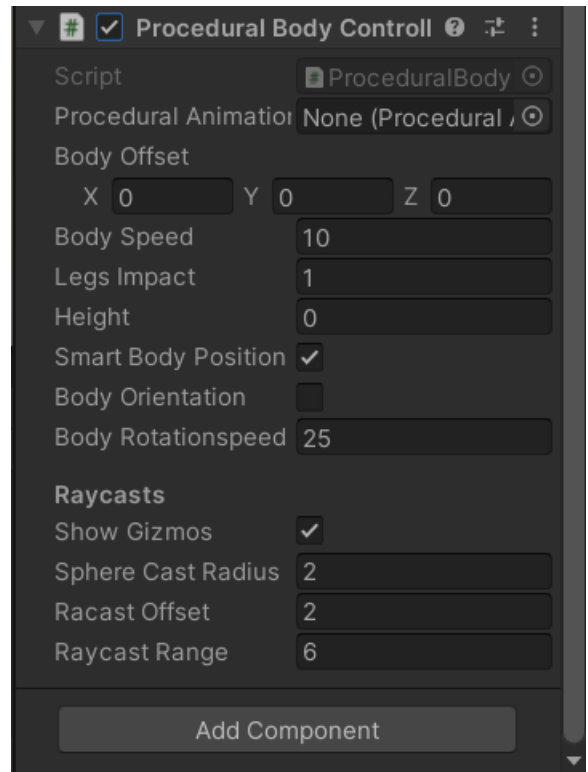 # Procedural Body Controll
Script # ProceduralBody
Procedural Animation None (Procedural A
Body Offset
X 0 Y 0 Z 0
Body Speed 10
Legs Impact 1
Height 0
Smart Body Position
Body Orientation
Body Rotationspeed 25
Raycasts
Show Gizmos
Sphere Cast Radius 2
Racast Offset 2
Raycast Range 6
Add Component